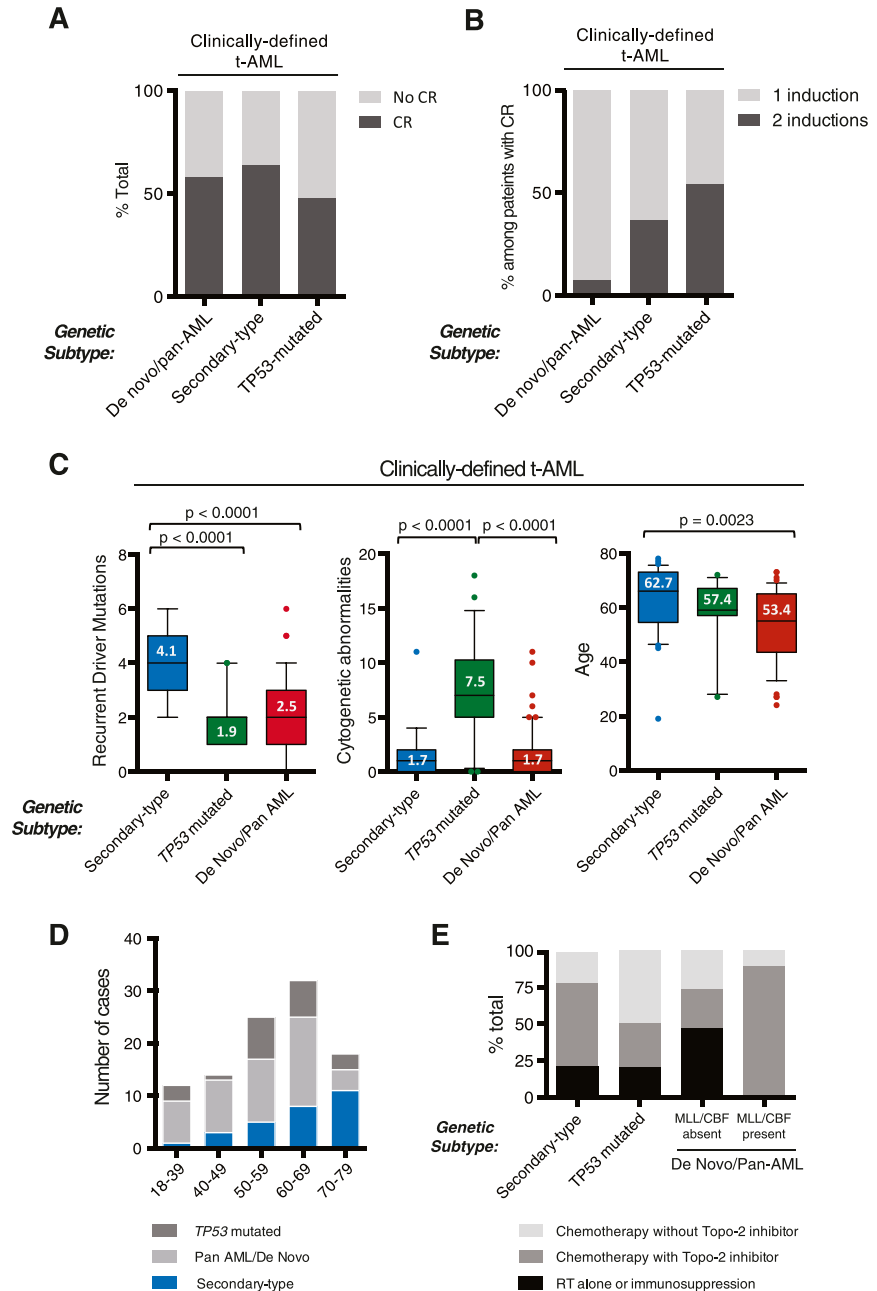 A
Clinically-defined
t-AML
100
50
0
% Total
No CR
CR
Genetic
Subtype:
De novo/pan-AML
Secondary-type
TP53-mutated
B
Clinically-defined
t-AML
100
50
0
% among pateints with CR
1 induction
2 inductions
Genetic
Subtype:
De novo/pan-AML
Secondary-type
TP53-mutated
C
Clinically-defined t-AML
p < 0.0001
p < 0.0001
8
6
4
2
0
Recurrent Driver Mutations
4.1
1.9
2.5
p < 0.0001
p < 0.0001
20
15
10
5
0
Cytogenetic abnormalities
1.7
7.5
1.7
p = 0.0023
80
60
40
20
0
Age
62.7
57.4
53.4
Genetic
Subtype:
Secondary-type
TP53 mutated
De Novo/Pan AML
Secondary-type
TP53 mutated
De Novo/Pan AML
Secondary-type
TP53 mutated
De Novo/Pan AML
D
40
30
20
10
0
Number of cases
18-39
40-49
50-59
60-69
70-79
TP53 mutated
Pan AML/De Novo
Secondary-type
E
100
75
50
25
0
% total
Genetic
Subtype:
Secondary-type
TP53 mutated
MLL/CBF
absent
MLL/CBF
present
De Novo/Pan-AML
Chemotherapy without Topo-2 inhibitor
Chemotherapy with Topo-2 inhibitor
RT alone or immunosuppression